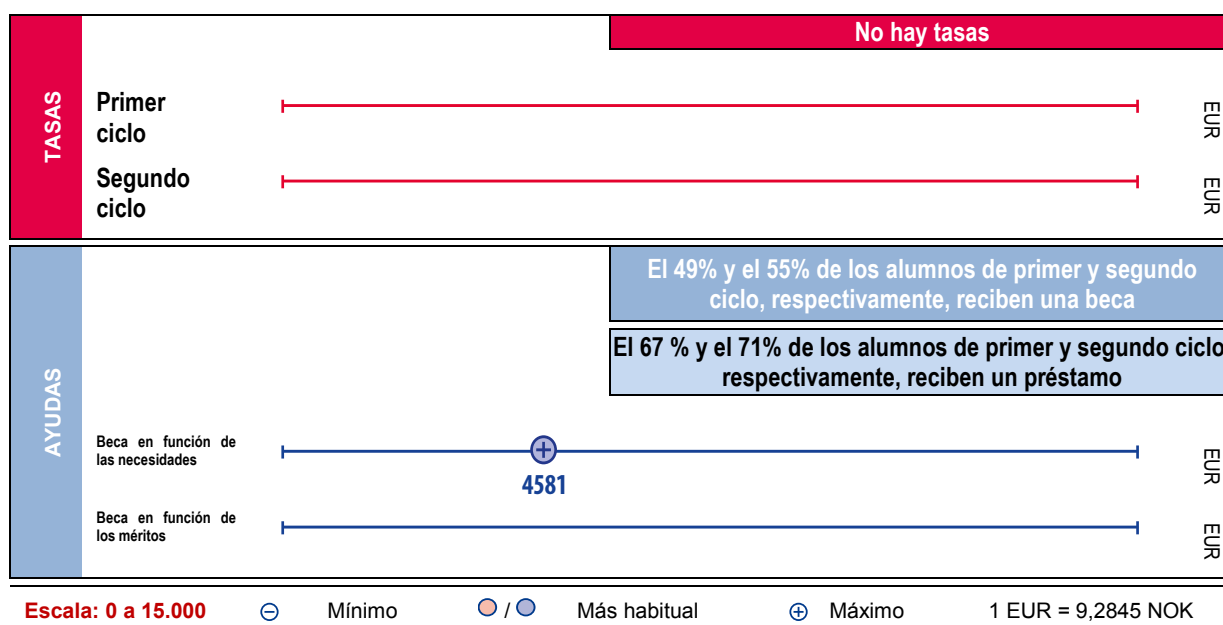 No hay tasas
TASAS
Primer
ciclo
EUR
Segundo
ciclo
EUR
AYUDAS
El 49% y el 55% de los alumnos de primer y segundo
ciclo, respectivamente, reciben una beca
El 67 % y el 71% de los alumnos de primer y segundo ciclo
respectivamente, reciben un préstamo
Beca en función de
las necesidades
4581
EUR
Beca en función de
los méritos
EUR
Escala: 0 a 15.000 ⊖ Mínimo / Más habitual ⊕ Máximo 1 EUR = 9,2845 NOK